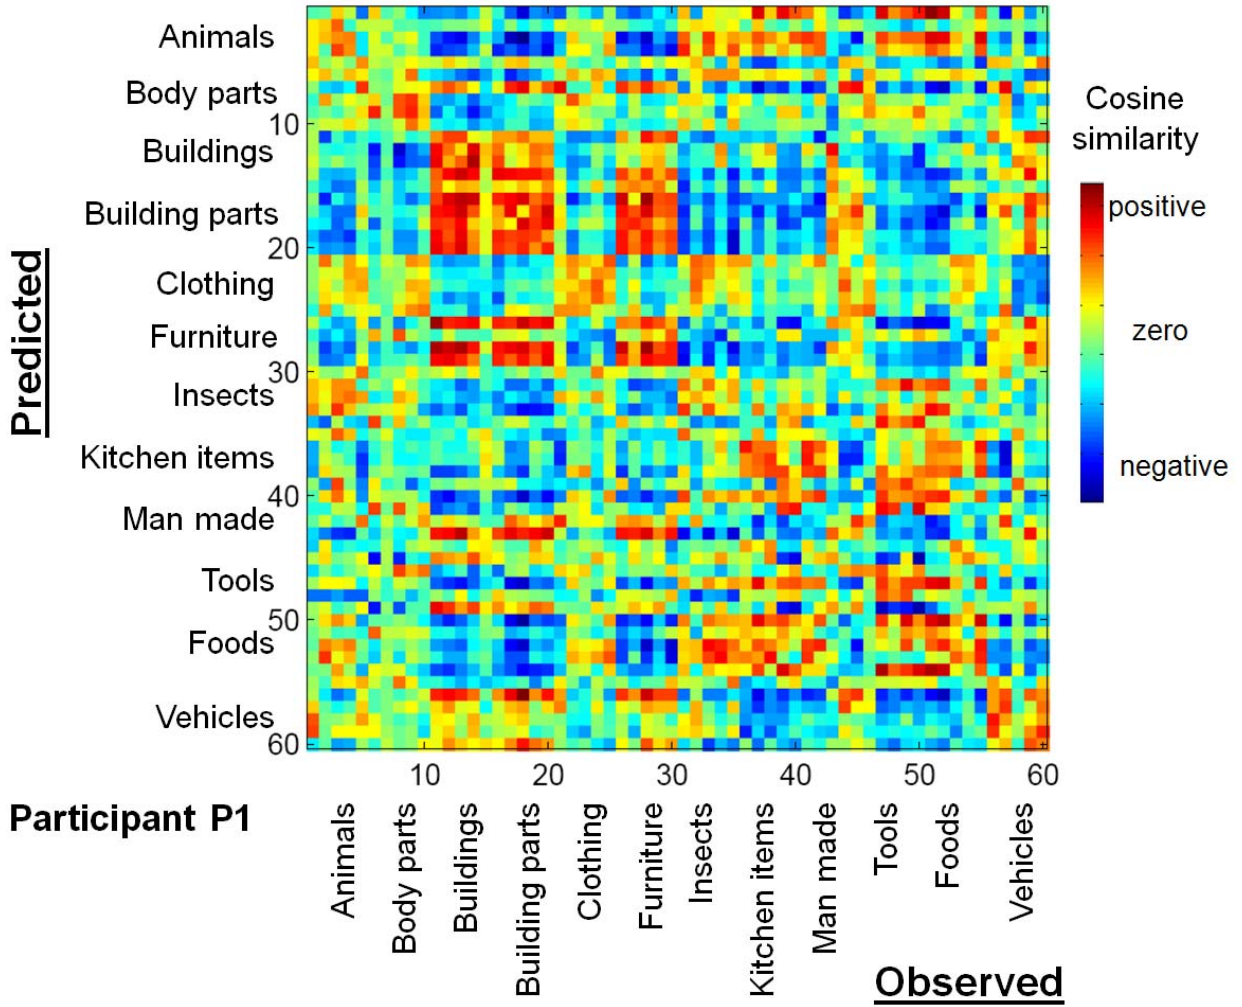 Predicted
Animals
Body parts
10
Buildings
Building parts
20
Clothing
Furniture
30
Insects
Kitchen items
40
Man made
Tools
50
Foods
Vehicles
60
Cosine
similarity
positive
zero
negative
10 20 30 40 50 60
Participant P1
Animals
Body parts
Buildings
Building parts
Clothing
Furniture
Insects
Kitchen items
Man made
Tools
Foods
Vehicles
Observed